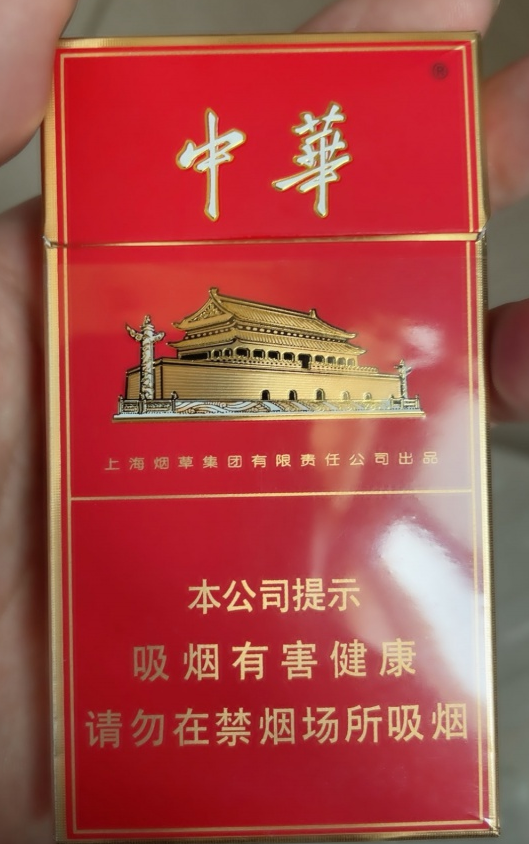 ®
中華
上海烟草集团有限责任公司出品
本公司提示
吸烟有害健康
请勿在禁烟场所吸烟